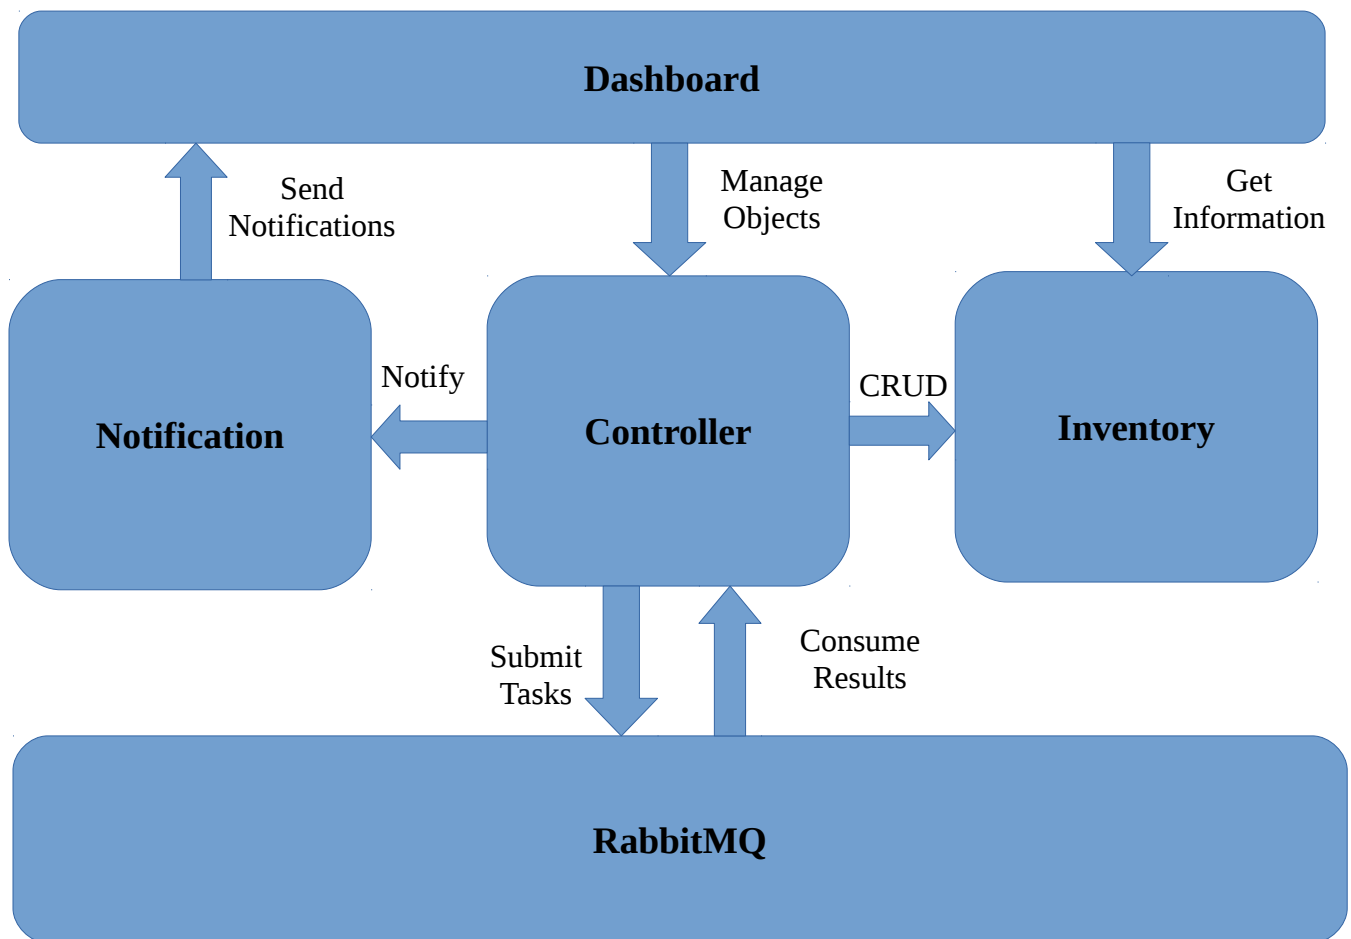 Dashboard
Send
Notifications
Manage
Objects
Get
Information
Notification
Notify
Controller
CRUD
Inventory
Submit
Tasks
Consume
Results
RabbitMQ